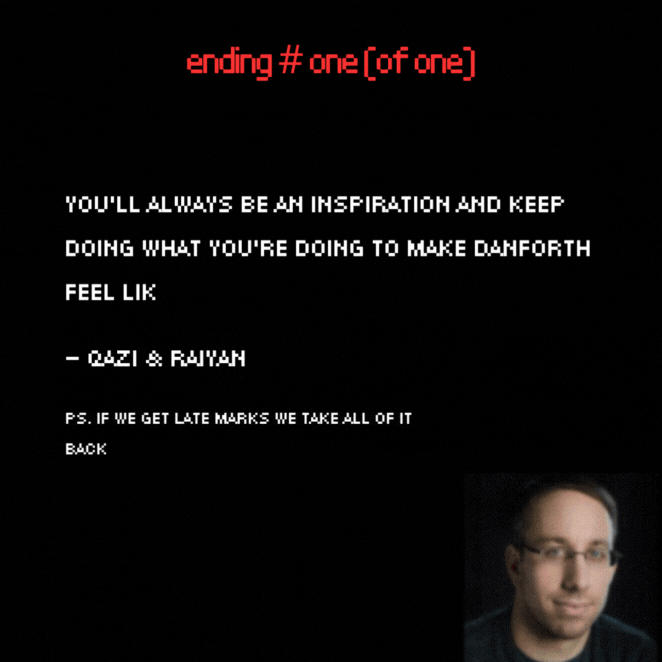 ending # one (of one)
YOU'LL ALWAYS BE AN INSPIRATION AND KEEP
DOING WHAT YOU'RE DOING TO MAKE DANFORTH
FEEL LIK
– QAZI & RAIYAN
PS. IF WE GET LATE MARKS WE TAKE ALL OF IT
BACK